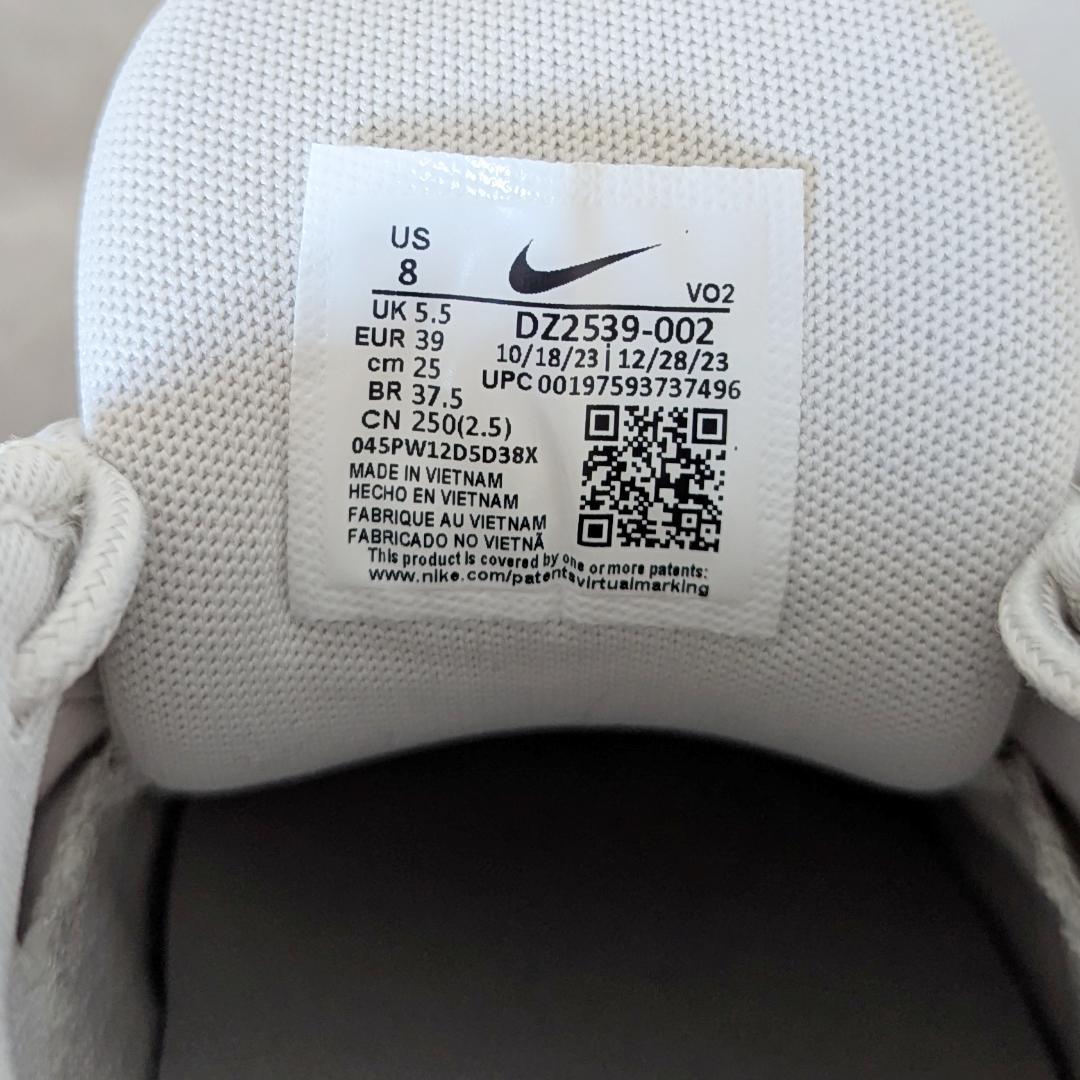 US
8
VO2
UK 5.5
EUR 39
cm 25
BR 37.5
CN 250(2.5)
045PW12D5D38X
DZ2539-002
10/18/23 | 12/28/23
UPC 00197593737496
MADE IN VIETNAM
HECHO EN VIETNAM
FABRIQUE AU VIETNAM
FABRICADO NO VIETNÃ
This product is covered by one or more patents:
www.nike.com/patentsvirtualmarking